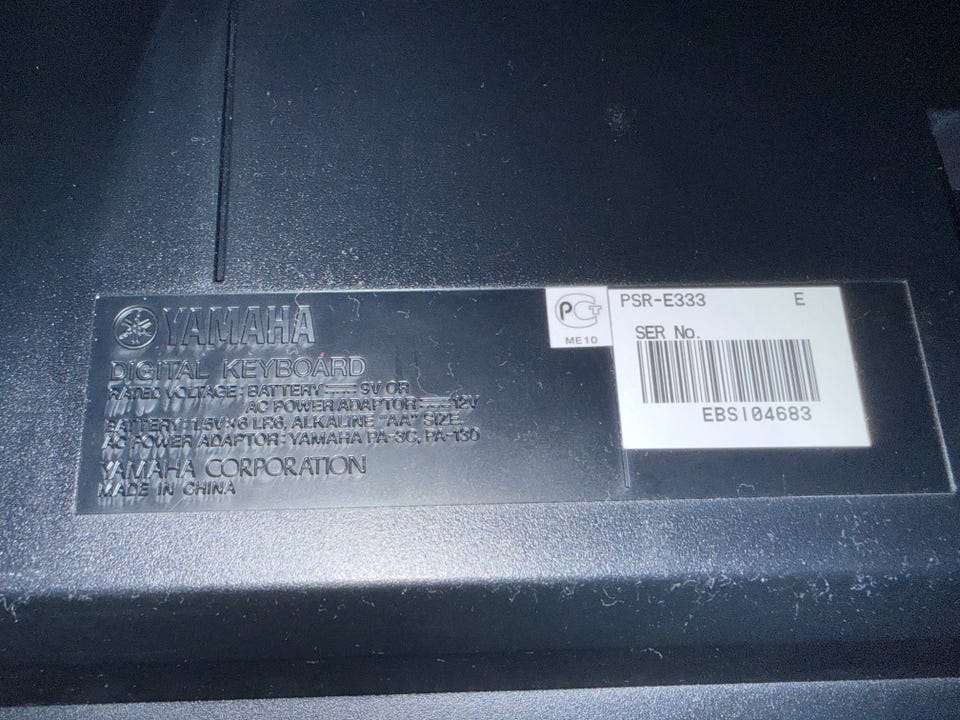 YAMAHA
DIGITAL KEYBOARD
RATED VOLTAGE: BATTERY⎓9V OR
AC POWER ADAPTOR⎓12V
BATTERY: 1.5V×6 LR6, ALKALINE "AA" SIZE.
AC POWER ADAPTOR: YAMAHA PA-3C, PA-130
YAMAHA CORPORATION
MADE IN CHINA
PCT
ME10
PSR-E333 E
SER No.
EBSI04683